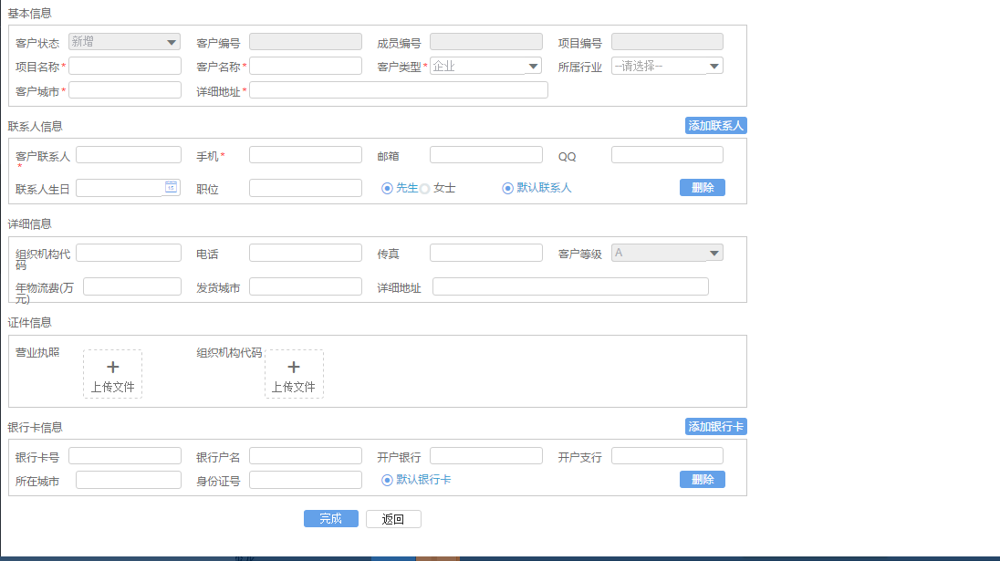 基本信息
客户状态 新增 客户编号 成员编号 项目编号
项目名称* 客户名称* 客户类型* 企业 所属行业 --请选择--
客户城市* 详细地址*
联系人信息 添加联系人
客户联系人* 手机* 邮箱 QQ
联系人生日 15 职位 先生 女士 默认联系人 删除
详细信息
组织机构代码 电话 传真 客户等级 A
年物流费(万元) 发货城市 详细地址
证件信息
营业执照 + 上传文件 组织机构代码 + 上传文件
银行卡信息 添加银行卡
银行卡号 银行户名 开户银行 开户支行
所在城市 身份证号 默认银行卡 删除
完成 返回